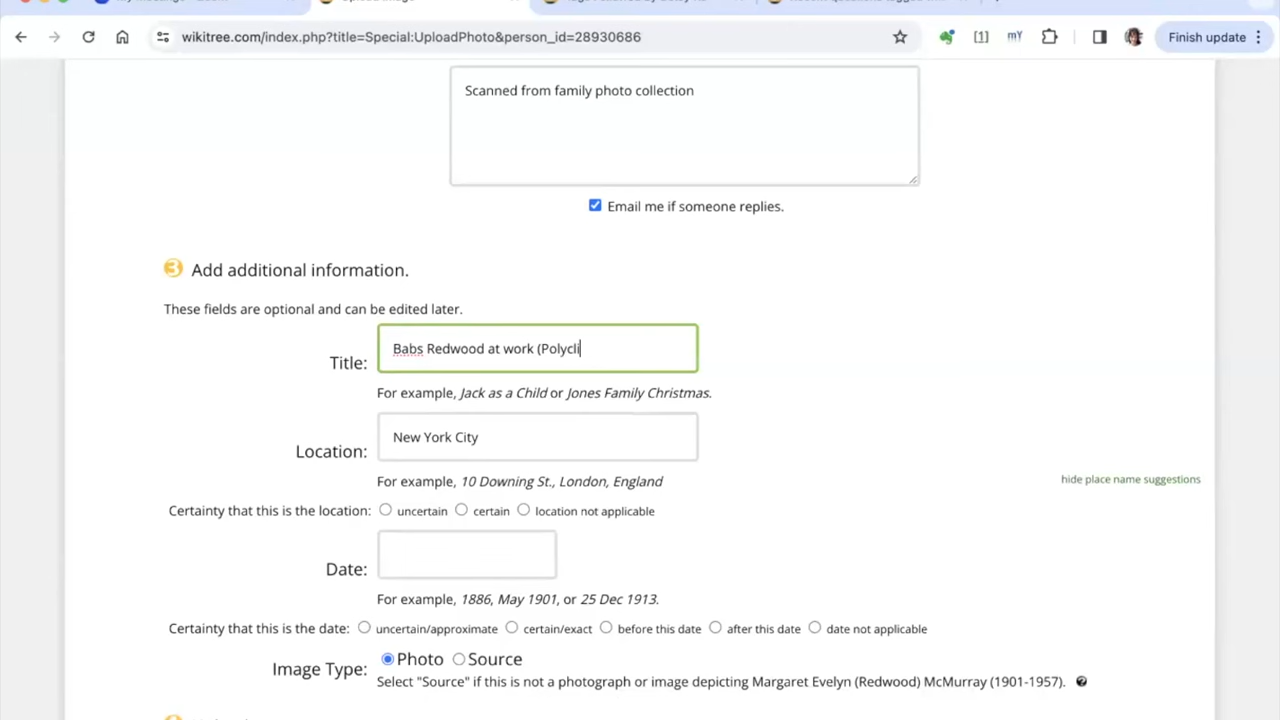 wikitree.com/index.php?title=Special:UploadPhoto&person_id=28930686
[1]
mY
Finish update
Scanned from family photo collection
Email me if someone replies.
3 Add additional information.
These fields are optional and can be edited later.
Title: Babs Redwood at work (Polycli
For example, Jack as a Child or Jones Family Christmas.
Location: New York City
For example, 10 Downing St., London, England
hide place name suggestions
Certainty that this is the location: uncertain certain location not applicable
Date:
For example, 1886, May 1901, or 25 Dec 1913.
Certainty that this is the date: uncertain/approximate certain/exact before this date after this date date not applicable
Image Type: Photo Source
Select "Source" if this is not a photograph or image depicting Margaret Evelyn (Redwood) McMurray (1901-1957). ?